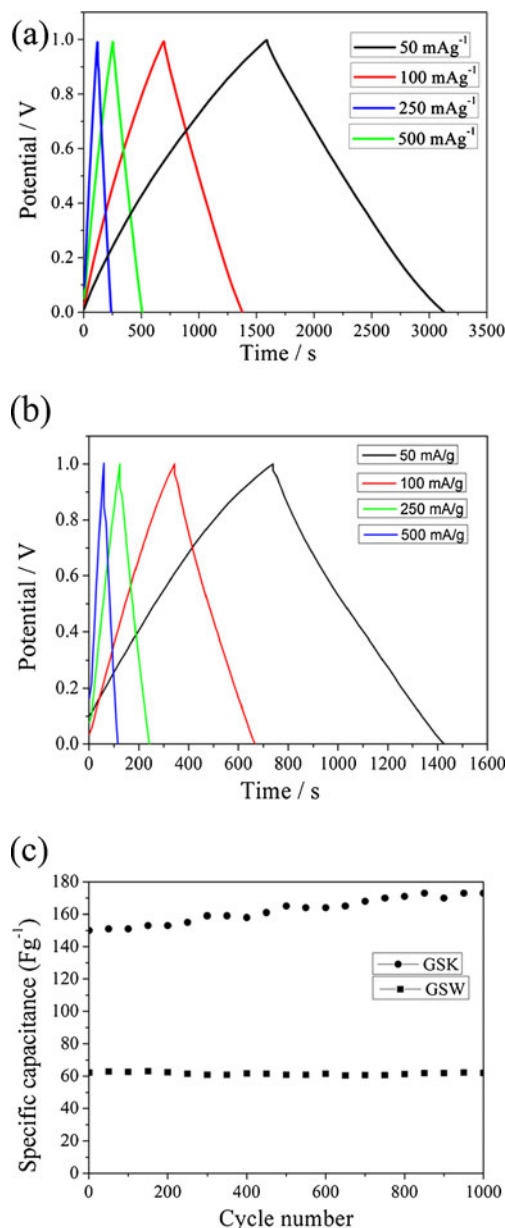 (a)
1.0
0.8
0.6
0.4
0.2
0.0
Potential / V
50 mAg⁻¹
100 mAg⁻¹
250 mAg⁻¹
500 mAg⁻¹
0 500 1000 1500 2000 2500 3000 3500
Time / s
(b)
1.0
0.8
0.6
0.4
0.2
0.0
Potential / V
50 mA/g
100 mA/g
250 mA/g
500 mA/g
0 200 400 600 800 1000 1200 1400 1600
Time / s
(c)
180
160
140
120
100
80
60
40
20
0
Specific capacitance (Fg⁻¹)
GSK
GSW
0 200 400 600 800 1000
Cycle number